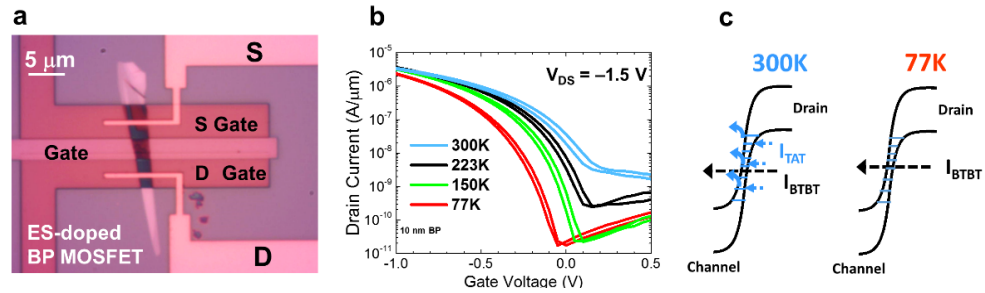 a
5 μm
S
S Gate
Gate
D Gate
ES-doped
BP MOSFET
D
b
Drain Current (A/μm)
10⁻⁵
10⁻⁶
10⁻⁷
10⁻⁸
10⁻⁹
10⁻¹⁰
10⁻¹¹
V_DS = –1.5 V
300K
223K
150K
77K
10 nm BP
-1.0 -0.5 0.0 0.5
Gate Voltage (V)
c
300K
Drain
I_TAT
I_BTBT
Channel
77K
Drain
I_BTBT
Channel